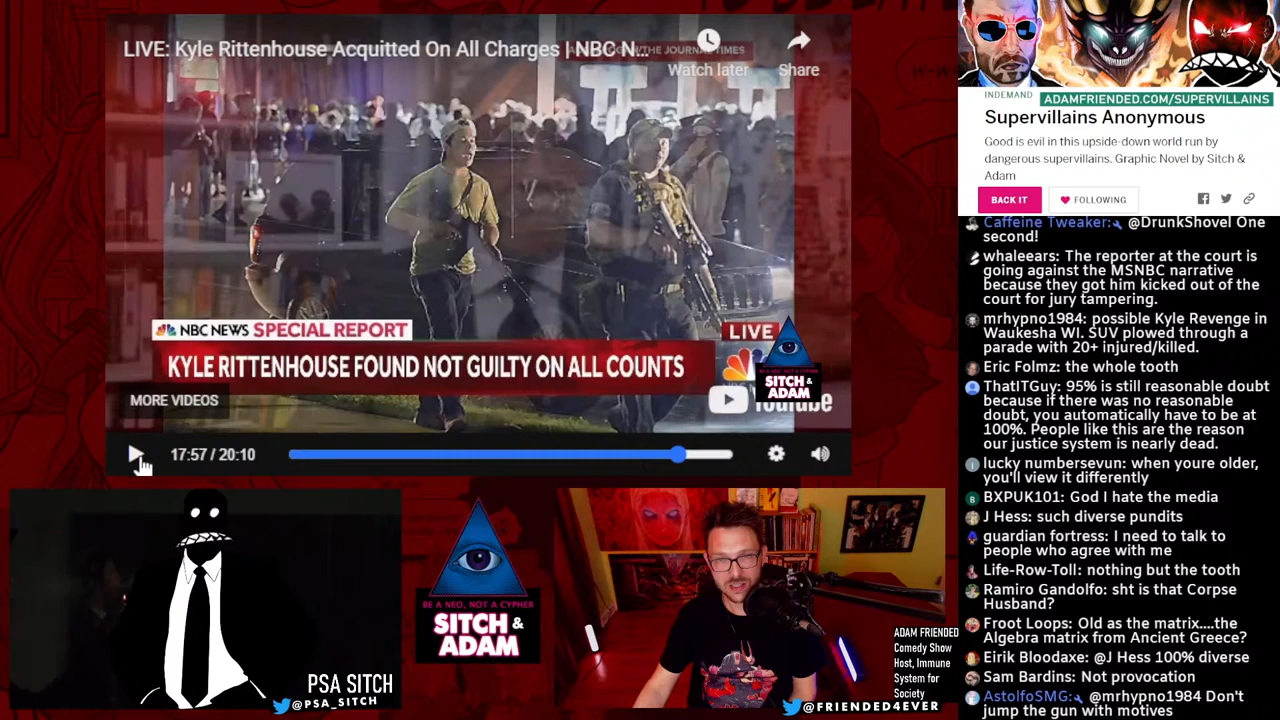 LIVE: Kyle Rittenhouse Acquitted On All Charges | NBC N...
THE JOURNAL TIMES
Watch later
Share
NBC NEWS SPECIAL REPORT
LIVE
KYLE RITTENHOUSE FOUND NOT GUILTY ON ALL COUNTS
BE A NEO, NOT A CYPHER
SITCH &
ADAM
MORE VIDEOS
YouTube
17:57 / 20:10
PSA SITCH
@PSA_SITCH
BE A NEO, NOT A CYPHER
SITCH &
ADAM
ADAM FRIENDED
Comedy Show
Host, Immune
System for
Society
@FRIENDED4EVER
INDEMAND
ADAMFRIENDED.COM/SUPERVILLAINS
Supervillains Anonymous
Good is evil in this upside-down world run by
dangerous supervillains. Graphic Novel by Sitch &
Adam
BACK IT
FOLLOWING
Caffeine Tweaker: @DrunkShovel One
second!
whaleears: The reporter at the court is
going against the MSNBC narrative
because they got him kicked out of the
court for jury tampering.
mrhypno1984: possible Kyle Revenge in
Waukesha WI. SUV plowed through a
parade with 20+ injured/killed.
Eric Folmz: the whole tooth
ThatITGuy: 95% is still reasonable doubt
because if there was no reasonable
doubt, you automatically have to be at
100%. People like this are the reason
our justice system is nearly dead.
lucky numbersevun: when youre older,
you'll view it differently
BXPUK101: God I hate the media
J Hess: such diverse pundits
guardian fortress: I need to talk to
people who agree with me
Life-Row-Toll: nothing but the tooth
Ramiro Gandolfo: sht is that Corpse
Husband?
Froot Loops: Old as the matrix....the
Algebra matrix from Ancient Greece?
Eirik Bloodaxe: @J Hess 100% diverse
Sam Bardins: Not provocation
AstolfoSMG: @mrhypno1984 Don't
jump the gun with motives